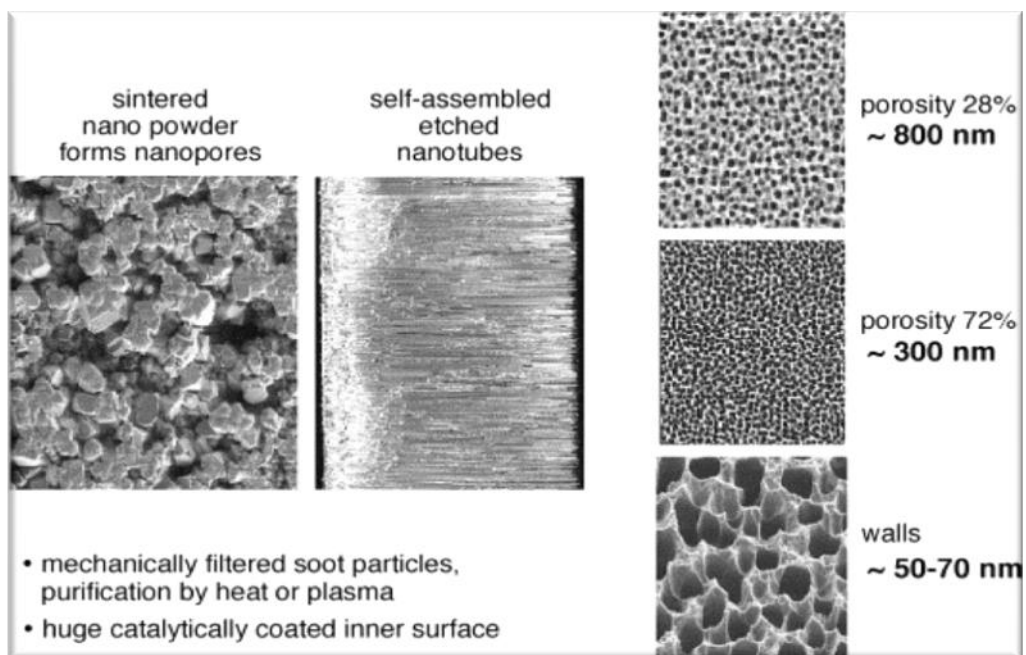 sintered
nano powder
forms nanopores
self-assembled
etched
nanotubes
porosity 28%
~ 800 nm
porosity 72%
~ 300 nm
walls
~ 50-70 nm
• mechanically filtered soot particles,
purification by heat or plasma
• huge catalytically coated inner surface